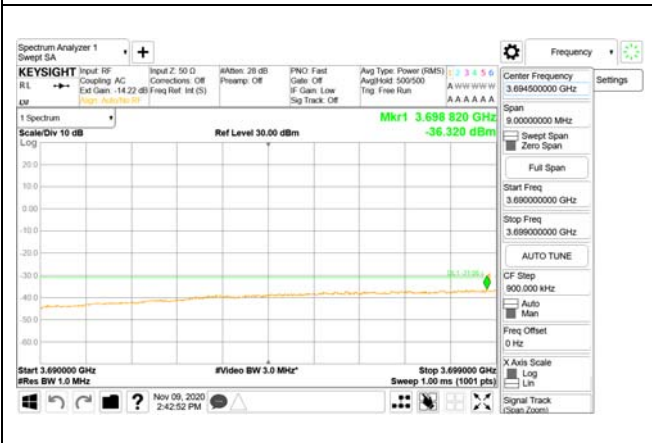 Spectrum Analyzer 1
Swept SA
+
Frequency
KEYSIGHT
RL
Input: RF
Coupling: AC
Ext Gain: -14.22 dB
Align: Auto/No RF
Input Z: 50 Ω
Corrections: Off
Freq Ref: Int (S)
#Atten: 28 dB
Preamp: Off
PNO: Fast
Gate: Off
IF Gain: Low
Sig Track: Off
Avg Type: Power (RMS)
Avg|Hold: 500/500
Trig: Free Run
1 2 3 4 5 6
A W W W W W
A A A A A A
1 Spectrum
Scale/Div 10 dB
Log
Ref Level 30.00 dBm
Mkr1 3.698 820 GHz
-36.320 dBm
20.0
10.0
0.00
-10.0
-20.0
-30.0
-40.0
-50.0
-60.0
Start 3.690000 GHz
#Res BW 1.0 MHz
#Video BW 3.0 MHz*
Stop 3.699000 GHz
Sweep 1.00 ms (1001 pts)
Nov 09, 2020
2:42:52 PM
Center Frequency
3.694500000 GHz
Settings
Span
9.00000000 MHz
Swept Span
Zero Span
Full Span
Start Freq
3.690000000 GHz
Stop Freq
3.699000000 GHz
AUTO TUNE
CF Step
900.000 kHz
Auto
Man
Freq Offset
0 Hz
X Axis Scale
Log
Lin
Signal Track
(Span Zoom)